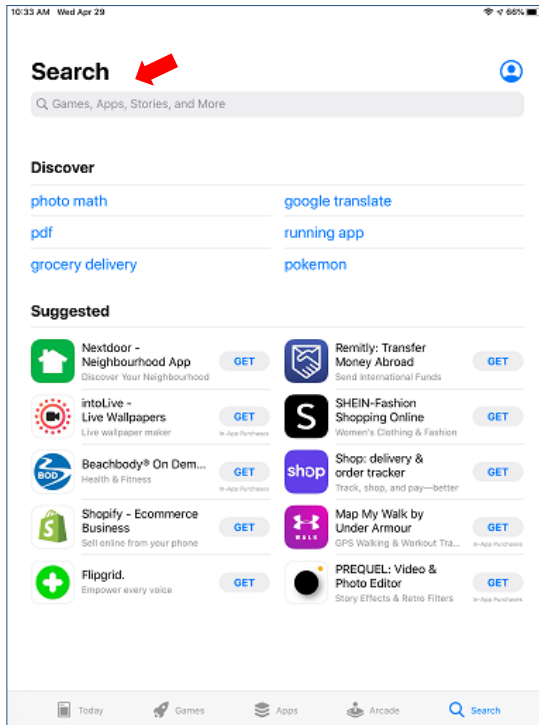 10:33 AM Wed Apr 29
66%
Search
Games, Apps, Stories, and More
Discover
photo math
google translate
pdf
running app
grocery delivery
pokemon
Suggested
Nextdoor -
Neighbourhood App
Discover Your Neighbourhood
GET
Remitly: Transfer
Money Abroad
Send International Funds
GET
intoLive -
Live Wallpapers
Live wallpaper maker
GET
In-App Purchases
S
SHEIN-Fashion
Shopping Online
Women's Clothing & Fashion
GET
BOD
Beachbody® On Dem...
Health & Fitness
GET
In-App Purchases
shop
Shop: delivery &
order tracker
Track, shop, and pay—better
GET
S
Shopify - Ecommerce
Business
Sell online from your phone
GET
WALK
Map My Walk by
Under Armour
GPS Walking & Workout Tra...
GET
In-App Purchases
Flipgrid.
Empower every voice
GET
PREQUEL: Video &
Photo Editor
Story Effects & Retro Filters
GET
In-App Purchases
Today
Games
Apps
Arcade
Search